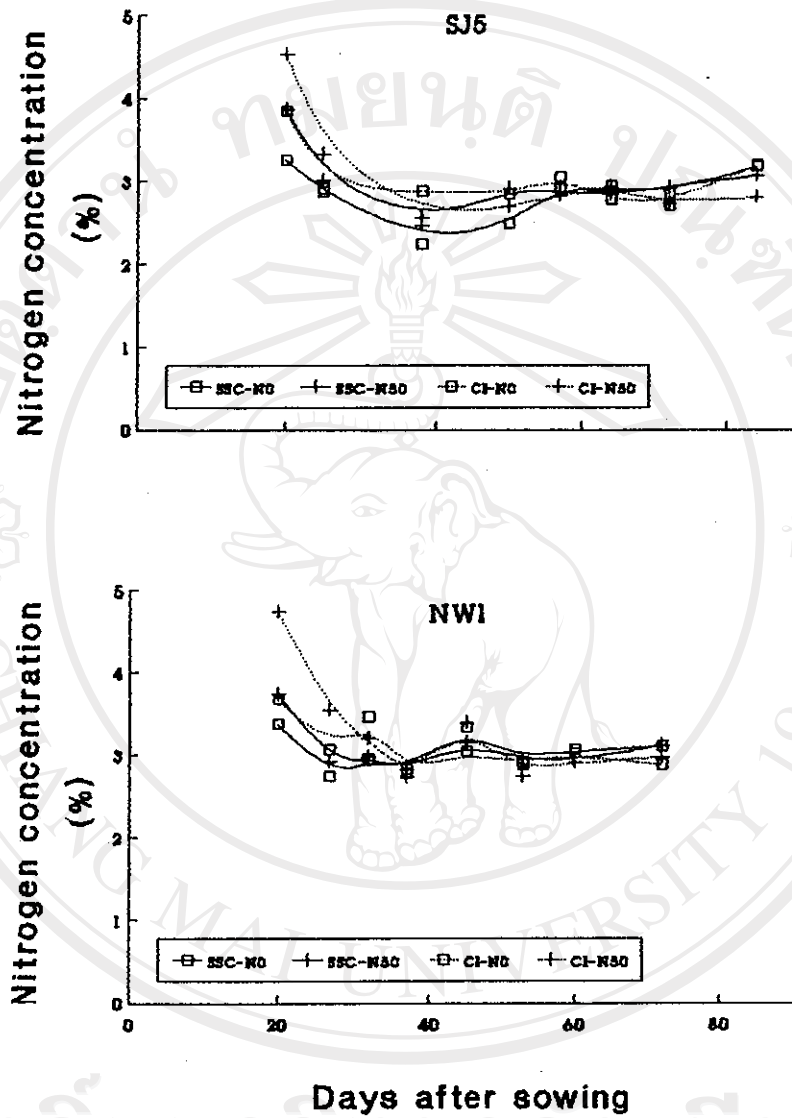 SJ5
Nitrogen concentration
(%)
5
4
3
2
1
0
SSC-N0 SSC-N50 CI-N0 CI-N50
NW1
Nitrogen concentration
(%)
5
4
3
2
1
0
SSC-N0 SSC-N50 CI-N0 CI-N50
0 20 40 60 80
Days after sowing
MAI UNIVERSITY